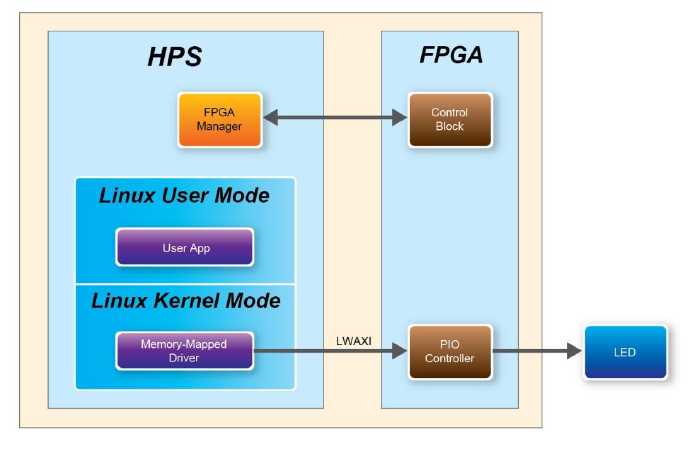 HPS
FPGA
FPGA
Manager
Control
Block
Linux User Mode
User App
Linux Kernel Mode
Memory-Mapped
Driver
LWAXI
PIO
Controller
LED